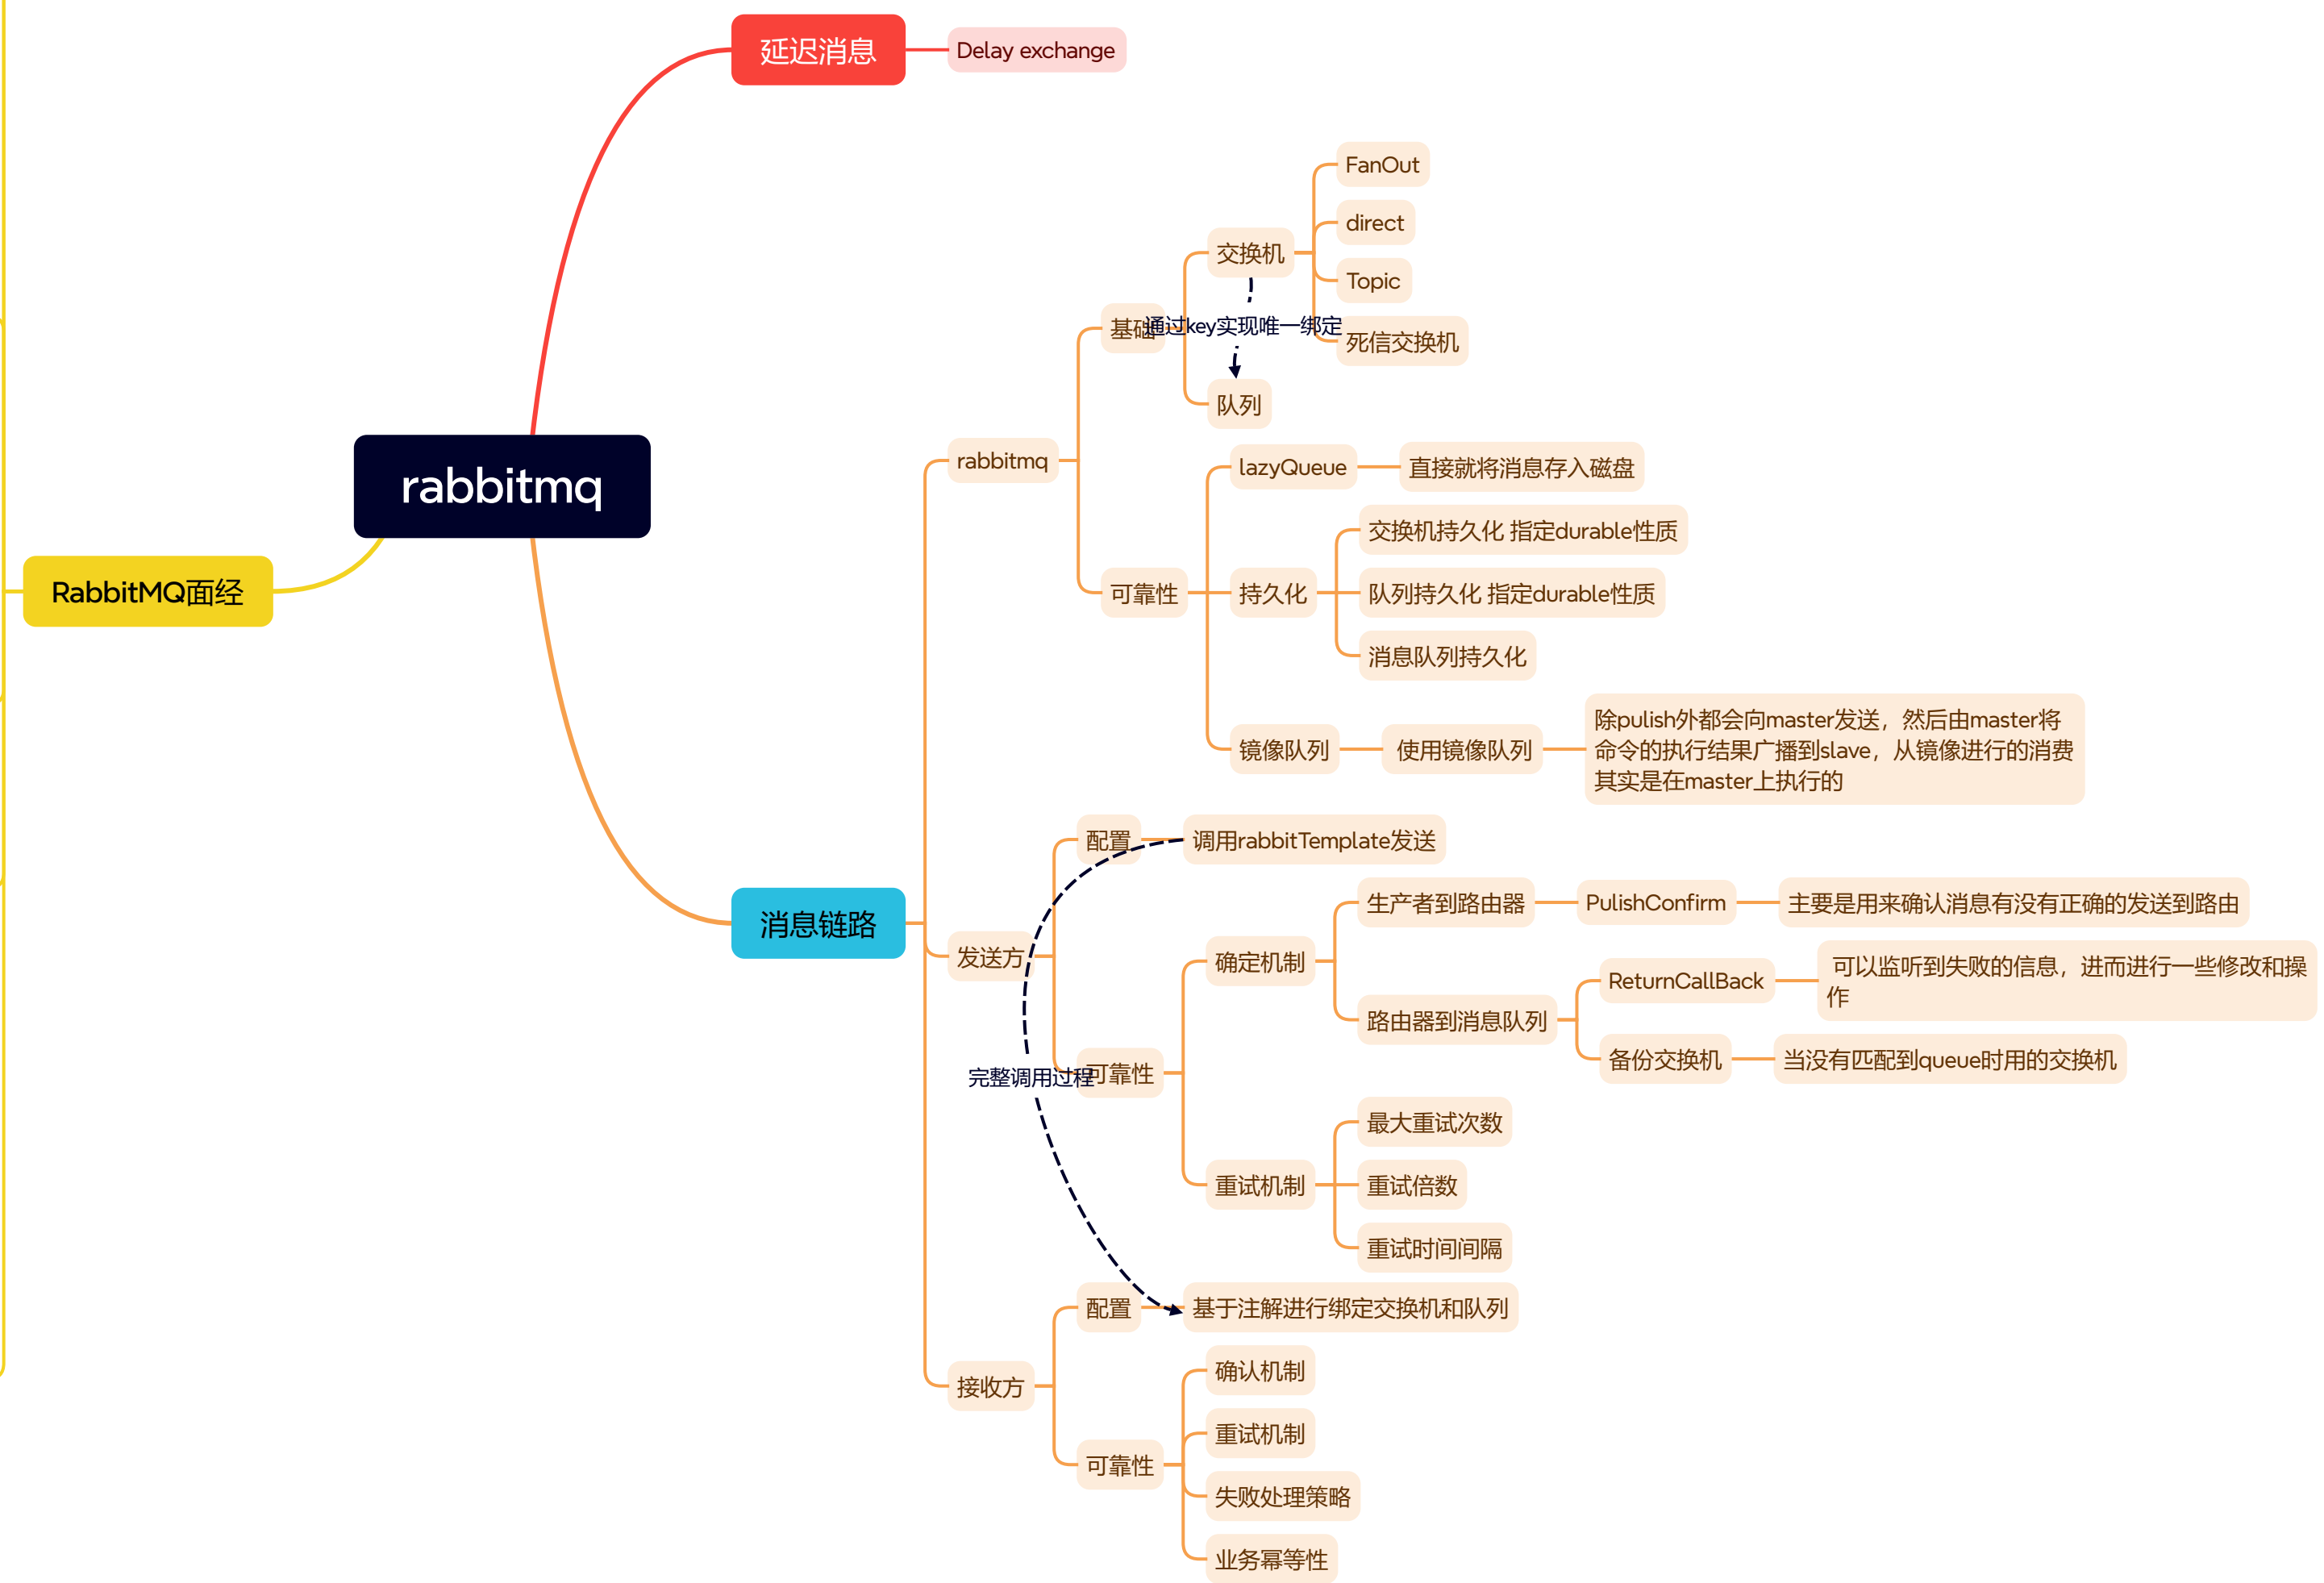 延迟消息
Delay exchange
rabbitmq
RabbitMQ面经
消息链路
rabbitmq
基础
交换机
FanOut
direct
Topic
死信交换机
通过key实现唯一绑定
队列
可靠性
lazyQueue
直接就将消息存入磁盘
持久化
交换机持久化 指定durable性质
队列持久化 指定durable性质
消息队列持久化
镜像队列
使用镜像队列
除pulish外都会向master发送，然后由master将
命令的执行结果广播到slave，从镜像进行的消费
其实是在master上执行的
发送方
配置
调用rabbitTemplate发送
完整调用过程
可靠性
确定机制
生产者到路由器
PulishConfirm
主要是用来确认消息有没有正确的发送到路由
路由器到消息队列
ReturnCallBack
可以监听到失败的信息，进而进行一些修改和操
作
备份交换机
当没有匹配到queue时用的交换机
重试机制
最大重试次数
重试倍数
重试时间间隔
接收方
配置
基于注解进行绑定交换机和队列
可靠性
确认机制
重试机制
失败处理策略
业务幂等性